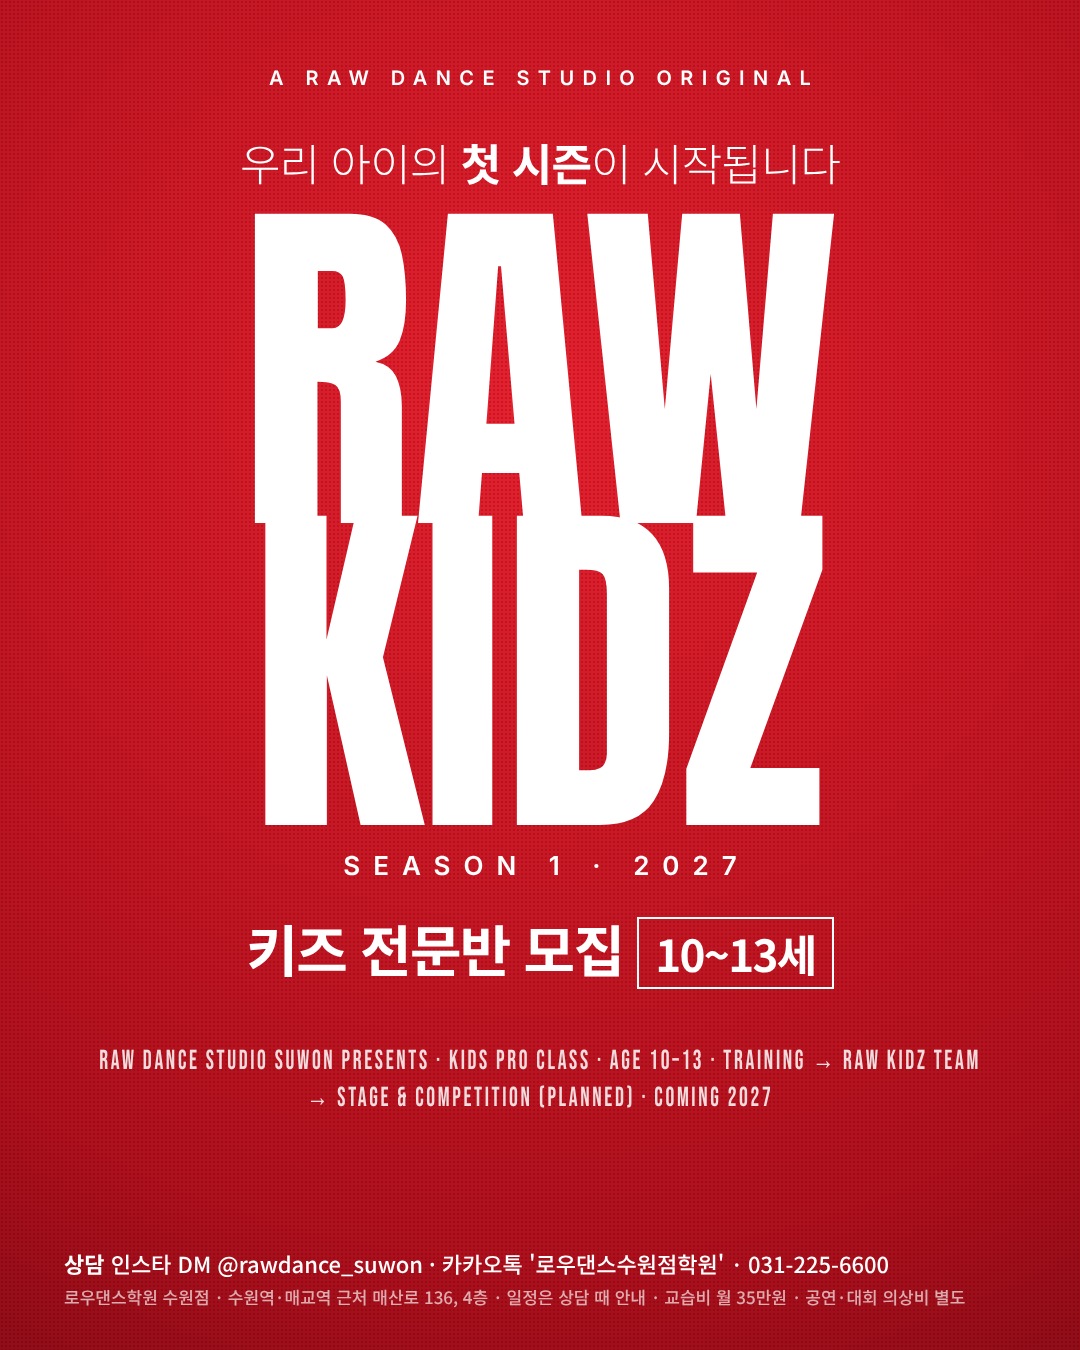 A RAW DANCE STUDIO ORIGINAL
우리 아이의 첫 시즌이 시작됩니다
RAW
KIDZ
SEASON 1 · 2027
키즈 전문반 모집 10~13세
RAW DANCE STUDIO SUWON PRESENTS · KIDS PRO CLASS · AGE 10-13 · TRAINING → RAW KIDZ TEAM
→ STAGE & COMPETITION (PLANNED) · COMING 2027
상담 인스타 DM @rawdance_suwon · 카카오톡 '로우댄스수원점학원' · 031-225-6600
로우댄스학원 수원점 · 수원역·매교역 근처 매산로 136, 4층 · 일정은 상담 때 안내 · 교습비 월 35만원 · 공연·대회 의상비 별도